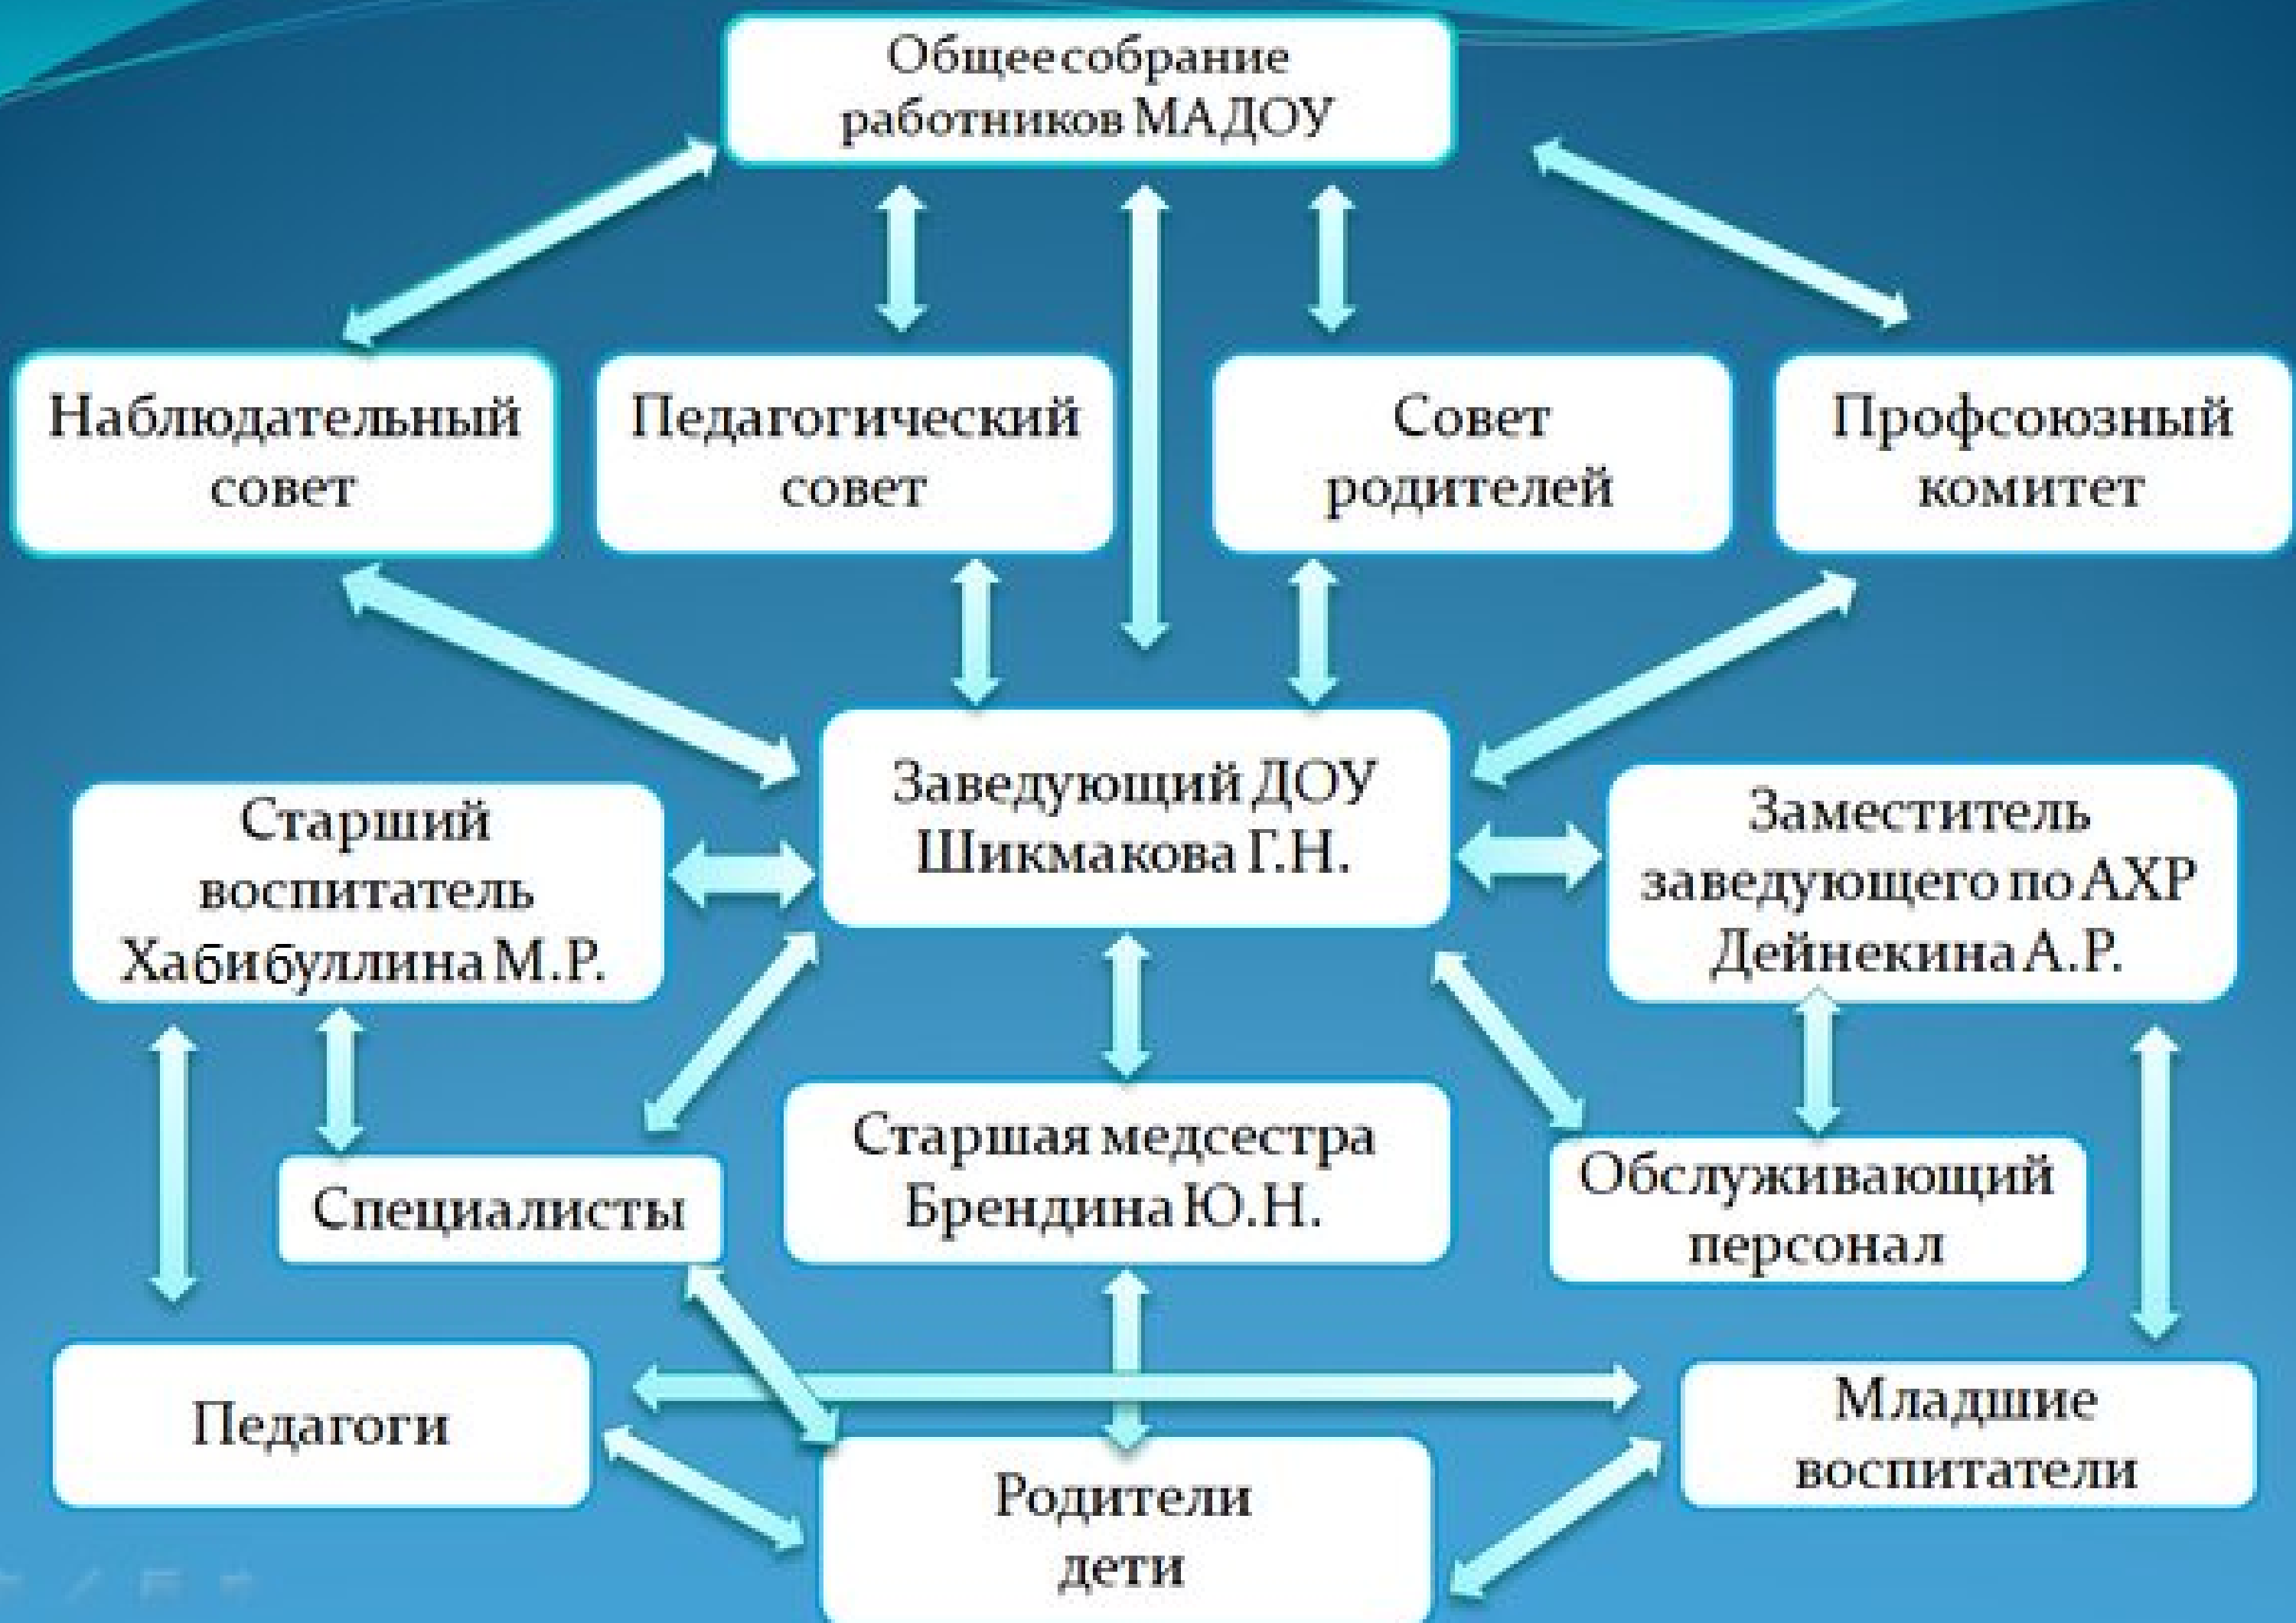 Общее собрание
работников МАДОУ
Наблюдательный
совет
Педагогический
совет
Совет
родителей
Профсоюзный
комитет
Старший
воспитатель
Хабибуллина М.Р.
Заведующий ДОУ
Шикмакова Г.Н.
Заместитель
заведующего по АХР
Дейнекина А.Р.
Специалисты
Старшая медсестра
Брендина Ю.Н.
Обслуживающий
персонал
Педагоги
Родители
дети
Младшие
воспитатели